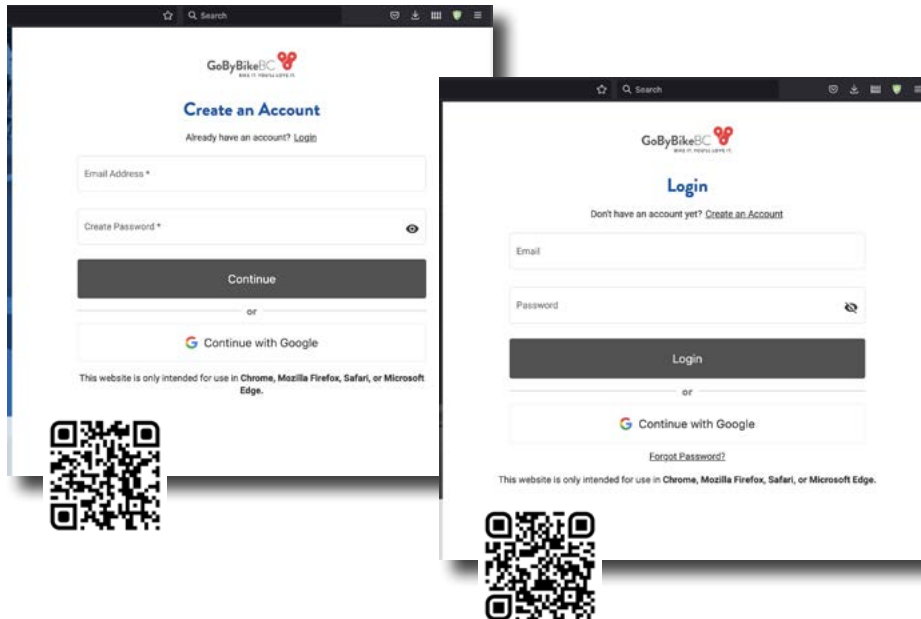 Search
GoByBikeBC
BIKE IT. YOU'LL LOVE IT.
Create an Account
Already have an account? Login
Email Address *
Create Password *
Continue
or
Continue with Google
This website is only intended for use in Chrome, Mozilla Firefox, Safari, or Microsoft
Edge.
Search
GoByBikeBC
BIKE IT. YOU'LL LOVE IT.
Login
Don't have an account yet? Create an Account
Email
Password
Login
or
Continue with Google
Forgot Password?
This website is only intended for use in Chrome, Mozilla Firefox, Safari, or Microsoft Edge.